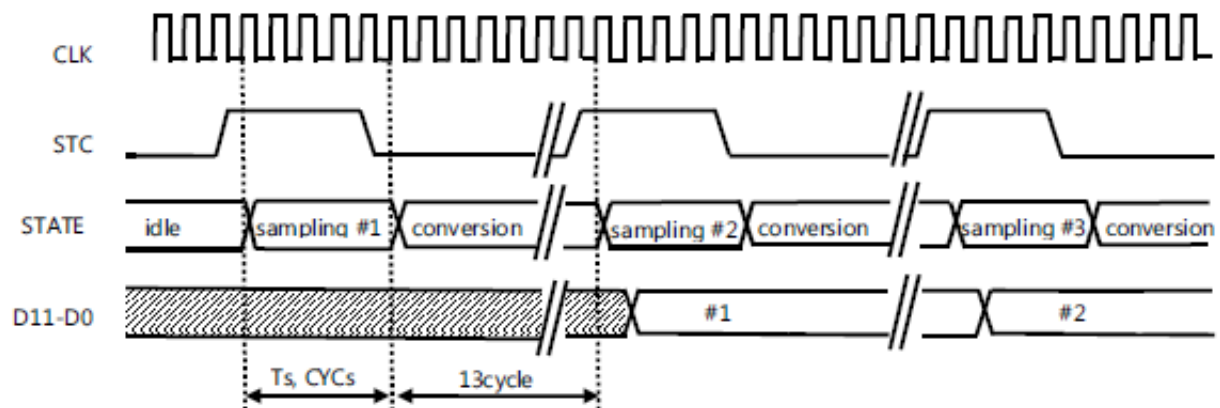 CLK
STC
STATE idle sampling #1 conversion sampling #2 conversion sampling #3 conversion
D11-D0 #1 #2
Ts, CYCs 13cycle